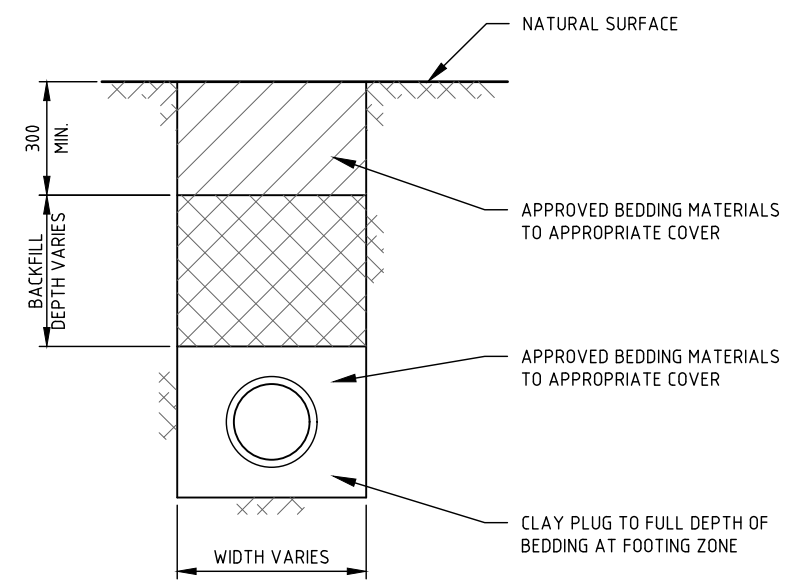 NATURAL SURFACE
300
MIN.
APPROVED BEDDING MATERIALS
TO APPROPRIATE COVER
BACKFILL
DEPTH VARIES
APPROVED BEDDING MATERIALS
TO APPROPRIATE COVER
CLAY PLUG TO FULL DEPTH OF
BEDDING AT FOOTING ZONE
WIDTH VARIES